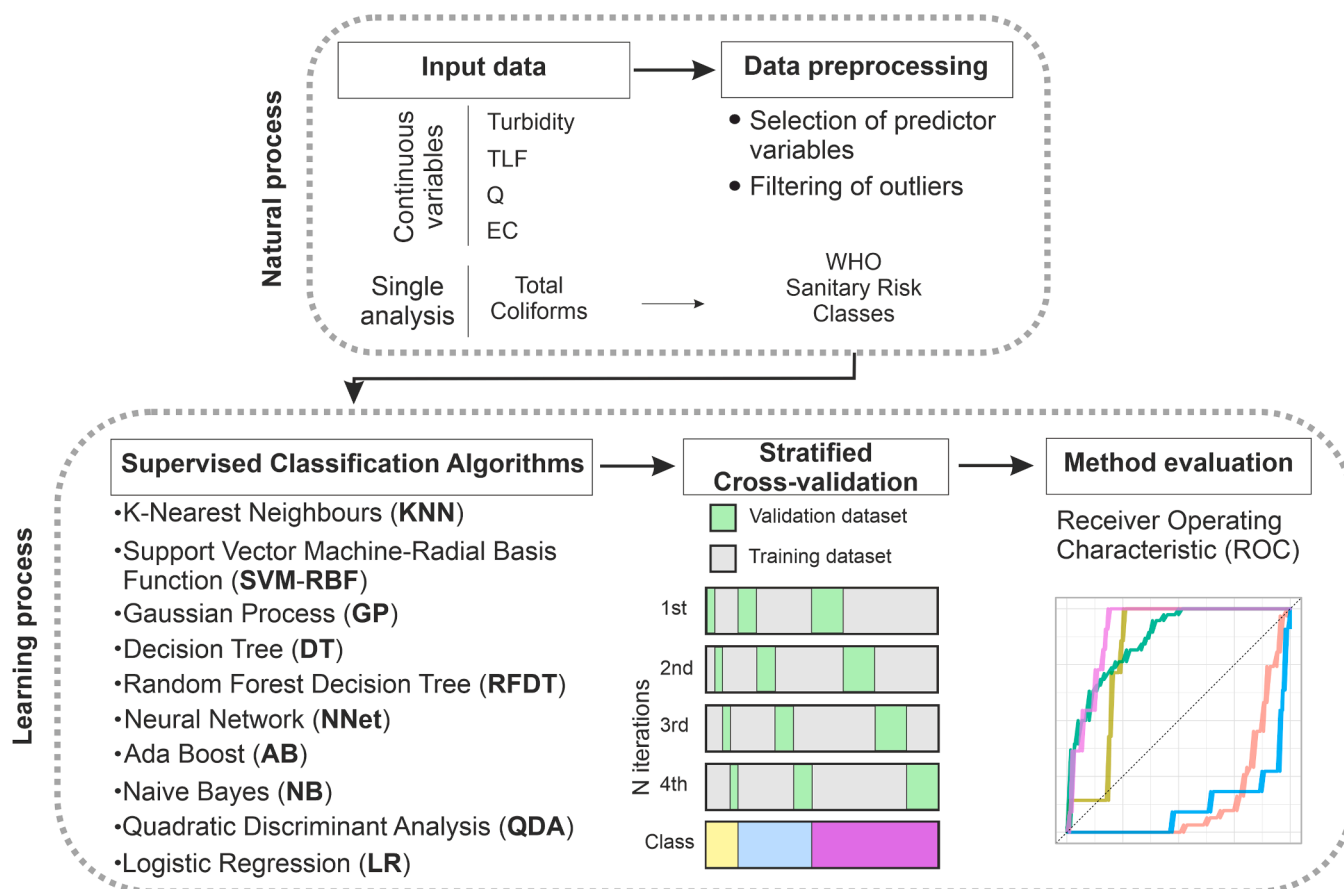 Natural process
Input data
Data preprocessing
Continuous
variables
Turbidity
TLF
Q
EC
• Selection of predictor
variables
• Filtering of outliers
Single
analysis
Total
Coliforms
WHO
Sanitary Risk
Classes
Learning process
Supervised Classification Algorithms
•K-Nearest Neighbours (KNN)
•Support Vector Machine-Radial Basis
Function (SVM-RBF)
•Gaussian Process (GP)
•Decision Tree (DT)
•Random Forest Decision Tree (RFDT)
•Neural Network (NNet)
•Ada Boost (AB)
•Naive Bayes (NB)
•Quadratic Discriminant Analysis (QDA)
•Logistic Regression (LR)
Stratified
Cross-validation
Validation dataset
Training dataset
N iterations
1st
2nd
3rd
4th
Class
Method evaluation
Receiver Operating
Characteristic (ROC)